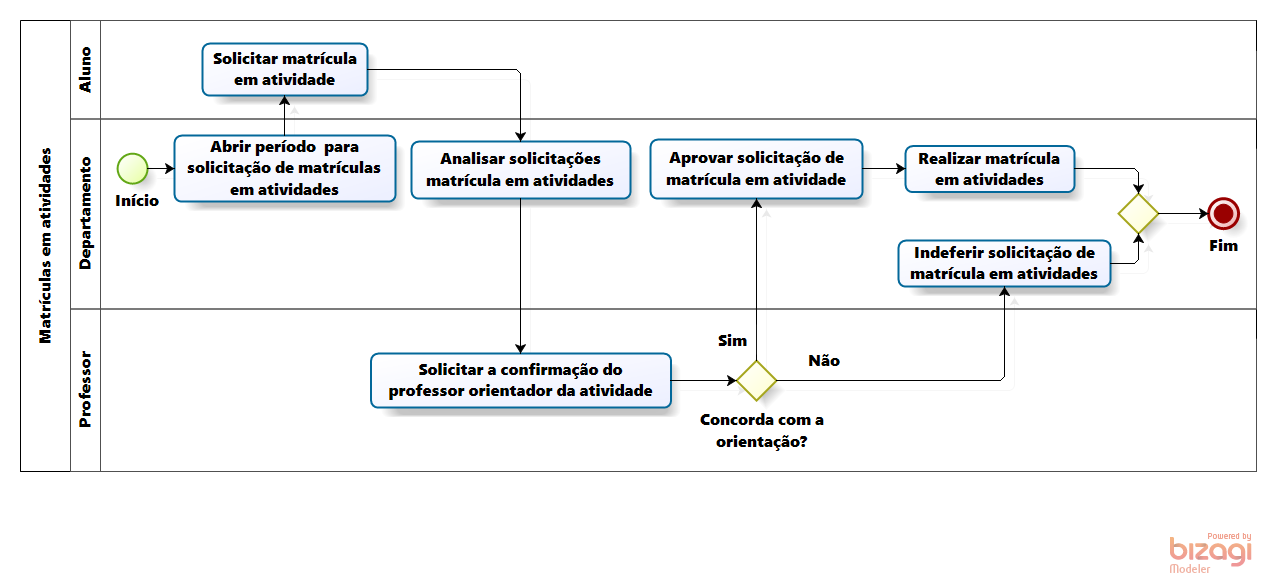 Matrículas em atividades
Aluno
Solicitar matrícula
em atividade
Departamento
Início
Abrir período  para
solicitação de matrículas
em atividades
Analisar solicitações
matrícula em atividades
Aprovar solicitação de
matrícula em atividade
Realizar matrícula
em atividades
Indeferir solicitação de
matrícula em atividades
Fim
Professor
Solicitar a confirmação do
professor orientador da atividade
Sim
Não
Concorda com a
orientação?
Powered by
bizagi
Modeler